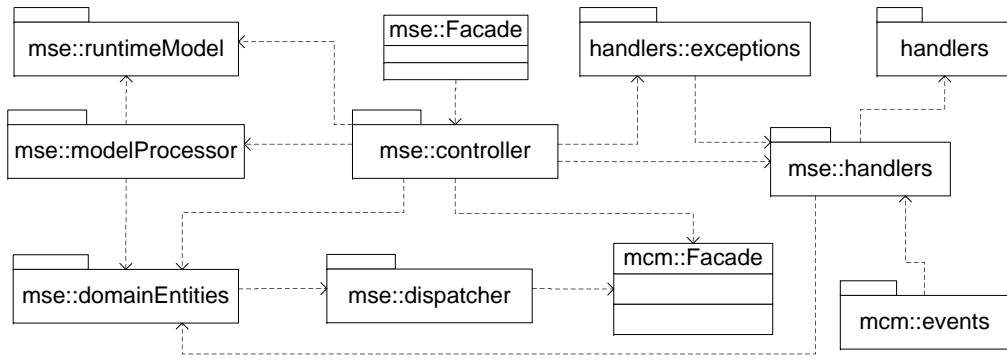 mse::runtimeModel
mse::Facade
handlers::exceptions
handlers
mse::modelProcessor
mse::controller
mse::handlers
mse::domainEntities
mse::dispatcher
mcm::Facade
mcm::events